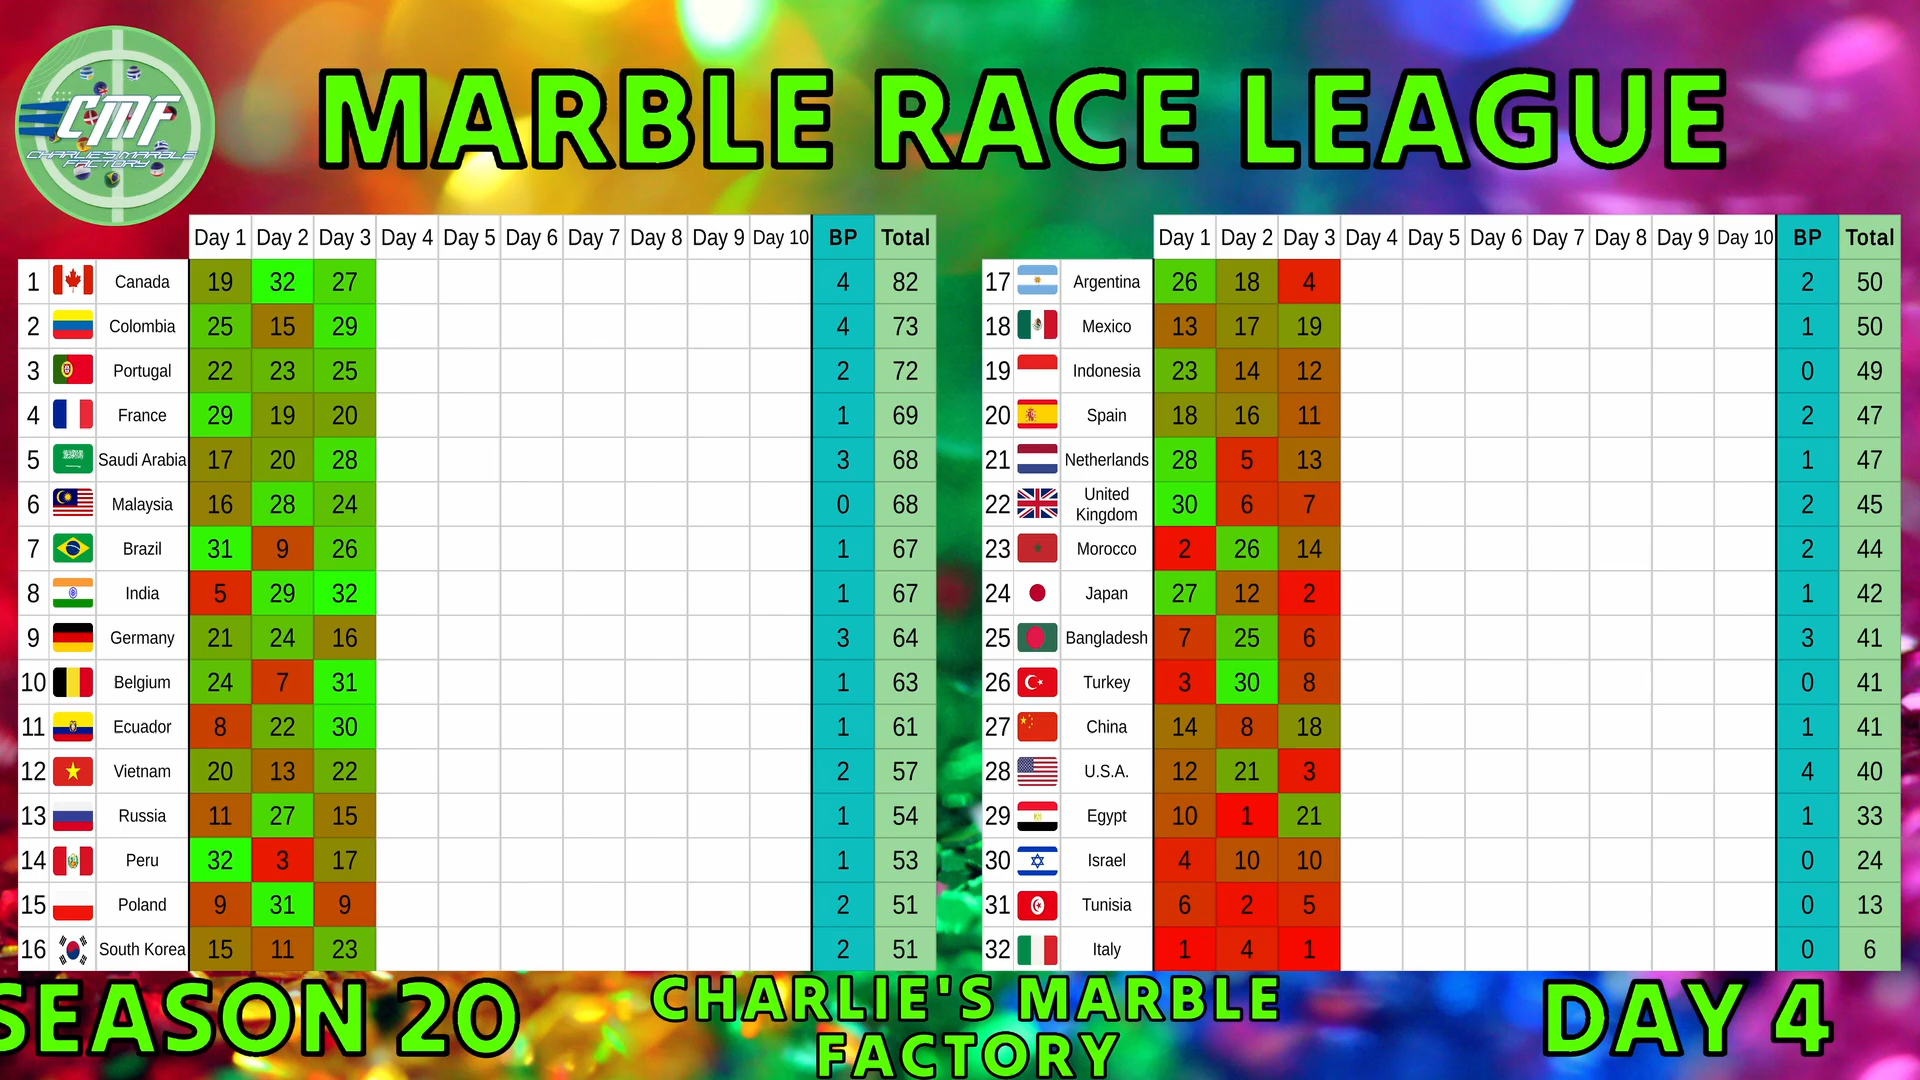 CMF
CHARLIE'S MARBLE
FACTORY
MARBLE RACE LEAGUE
Day 1 Day 2 Day 3 Day 4 Day 5 Day 6 Day 7 Day 8 Day 9 Day 10 BP Total
1 Canada 19 32 27 4 82
2 Colombia 25 15 29 4 73
3 Portugal 22 23 25 2 72
4 France 29 19 20 1 69
5 Saudi Arabia 17 20 28 3 68
6 Malaysia 16 28 24 0 68
7 Brazil 31 9 26 1 67
8 India 5 29 32 1 67
9 Germany 21 24 16 3 64
10 Belgium 24 7 31 1 63
11 Ecuador 8 22 30 1 61
12 Vietnam 20 13 22 2 57
13 Russia 11 27 15 1 54
14 Peru 32 3 17 1 53
15 Poland 9 31 9 2 51
16 South Korea 15 11 23 2 51
Day 1 Day 2 Day 3 Day 4 Day 5 Day 6 Day 7 Day 8 Day 9 Day 10 BP Total
17 Argentina 26 18 4 2 50
18 Mexico 13 17 19 1 50
19 Indonesia 23 14 12 0 49
20 Spain 18 16 11 2 47
21 Netherlands 28 5 13 1 47
22 United Kingdom 30 6 7 2 45
23 Morocco 2 26 14 2 44
24 Japan 27 12 2 1 42
25 Bangladesh 7 25 6 3 41
26 Turkey 3 30 8 0 41
27 China 14 8 18 1 41
28 U.S.A. 12 21 3 4 40
29 Egypt 10 1 21 1 33
30 Israel 4 10 10 0 24
31 Tunisia 6 2 5 0 13
32 Italy 1 4 1 0 6
SEASON 20
CHARLIE'S MARBLE
FACTORY
DAY 4